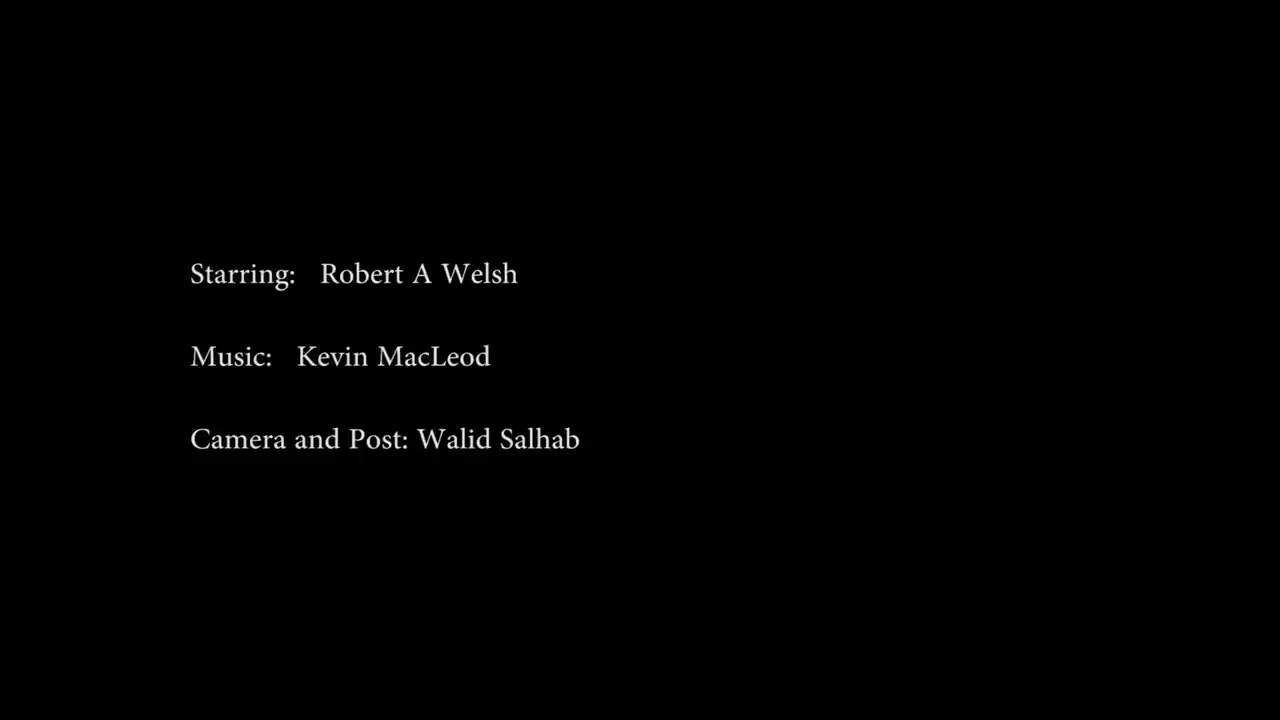 Starring: Robert A Welsh
Music: Kevin MacLeod
Camera and Post: Walid Salhab